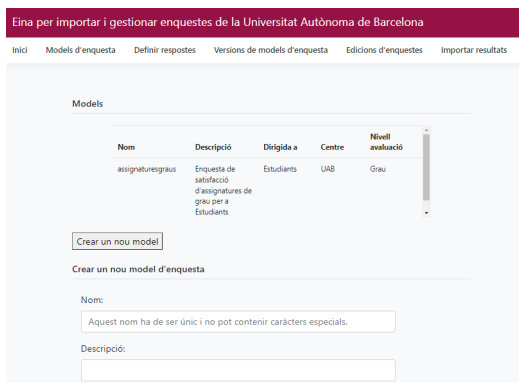 Eina per importar i gestionar enquestes de la Universitat Autònoma de Barcelona
Inici Models d'enquesta Definir respostes Versions de models d'enquesta Edicions d'enquestes Importar resultats
Models
Nivell
Nom Descripció Dirigida a Centre avaluació
assignaturesgraus Enquesta de Estudiants UAB Grau
satisfacció
d'assignatures de
grau per a
Estudiants
Crear un nou model
Crear un nou model d'enquesta
Nom:
Aquest nom ha de ser únic i no pot contenir caràcters especials.
Descripció: